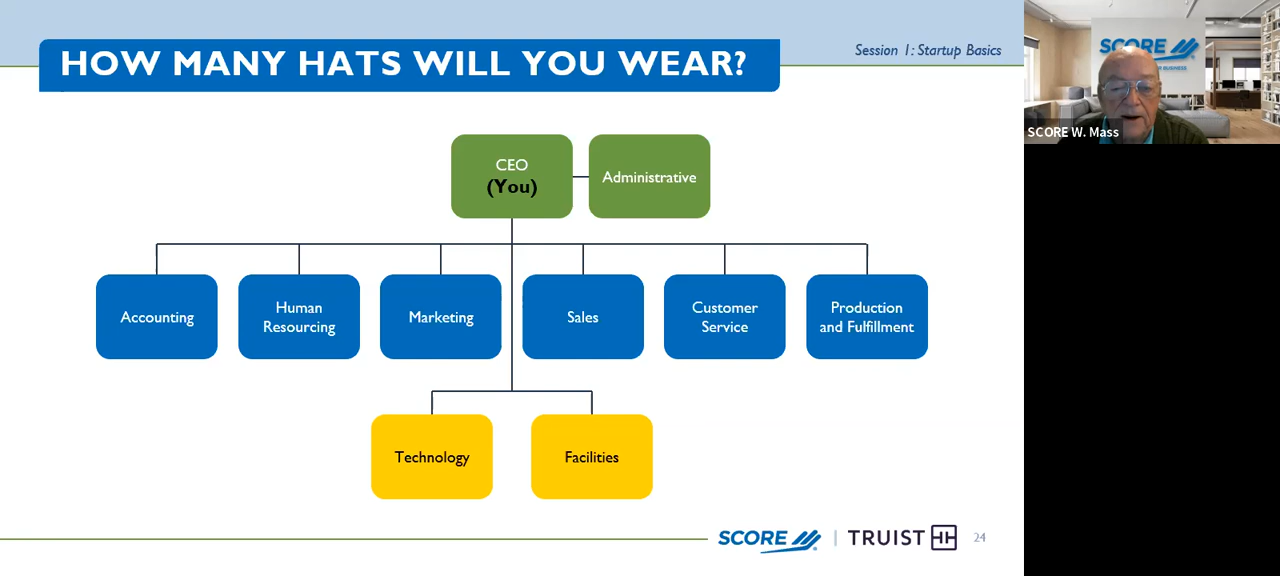 HOW MANY HATS WILL YOU WEAR?
Session 1: Startup Basics
SCORE
SCORE W. Mass
CEO
(You)
Administrative
Accounting
Human
Resourcing
Marketing
Sales
Customer
Service
Production
and Fulfillment
Technology
Facilities
SCORE
TRUIST
24